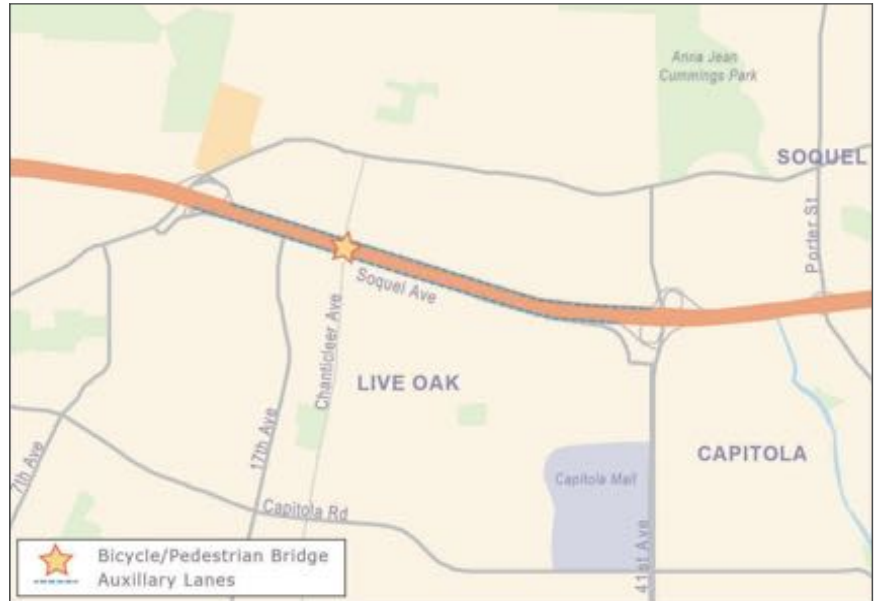 Anna Jean
Cummings Park
SOQUEL
Porter St
Soquel Ave
Chanticleer Ave
LIVE OAK
17th Ave
7th Ave
CAPITOLA
Capitola Mall
Capitola Rd
41st Ave
Bicycle/Pedestrian Bridge
Auxillary Lanes